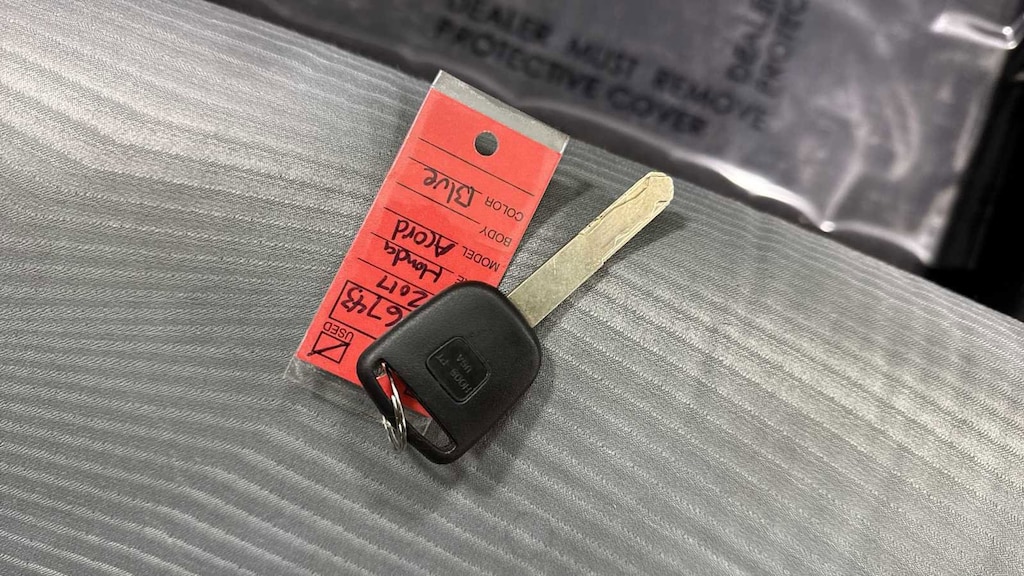 DEALER MUST REMOVE
PROTECTIVE COVER
USED
6743
2017
Honda
MODEL Acord
BODY
COLOR Blue